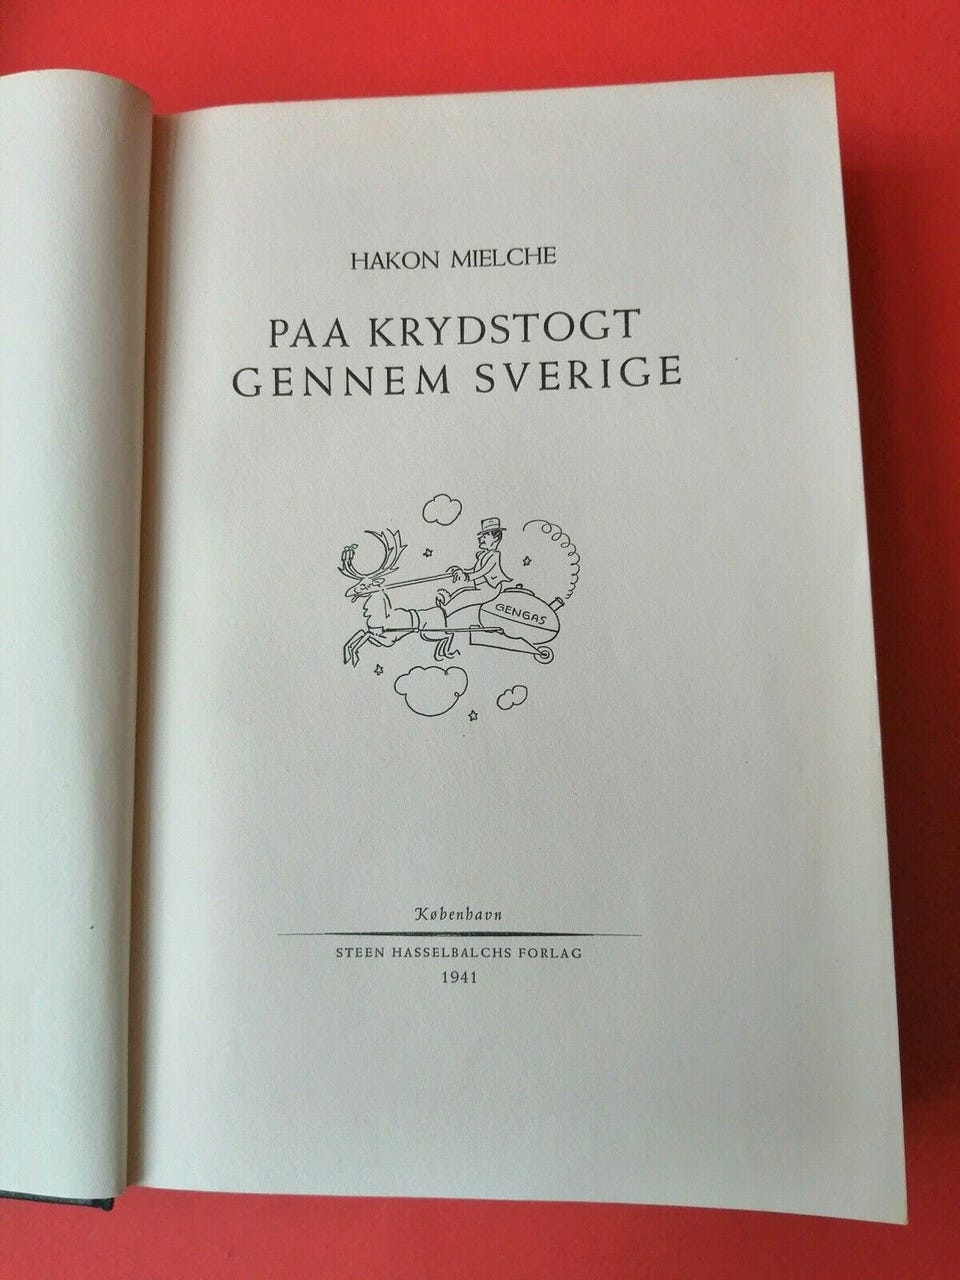 HAKON MIELCHE
PAA KRYDSTOGT
GENNEM SVERIGE
GENGAS
København
STEEN HASSELBALCHS FORLAG
1941